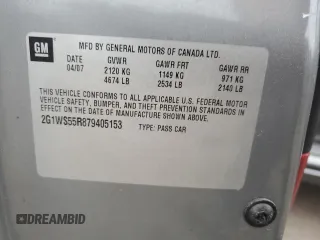 GM
MFD BY GENERAL MOTORS OF CANADA LTD.
DATE GVWR GAWR FRT GAWR RR
04/07 2120 KG 1149 KG 971 KG
4674 LB 2534 LB 2140 LB
THIS VEHICLE CONFORMS TO ALL APPLICABLE U.S. FEDERAL MOTOR
VEHICLE SAFETY, BUMPER, AND THEFT PREVENTION STANDARDS IN
EFFECT ON THE DATE OF MANUFACTURE SHOWN ABOVE.
2G1WS55R879405153 TYPE: PASS CAR
DREAMBID